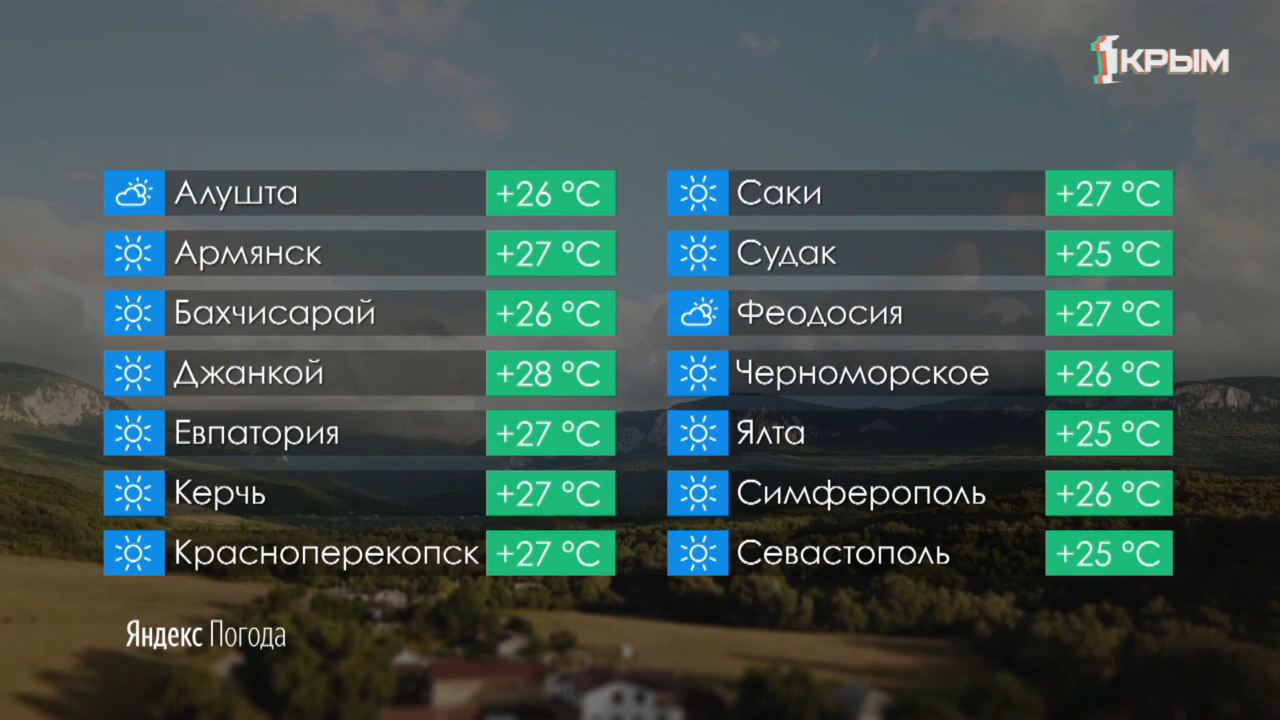 1КРЫМ
Алушта +26 °C
Армянск +27 °C
Бахчисарай +26 °C
Джанкой +28 °C
Евпатория +27 °C
Керчь +27 °C
Красноперекопск +27 °C
Саки +27 °C
Судак +25 °C
Феодосия +27 °C
Черноморское +26 °C
Ялта +25 °C
Симферополь +26 °C
Севастополь +25 °C
Яндекс Погода